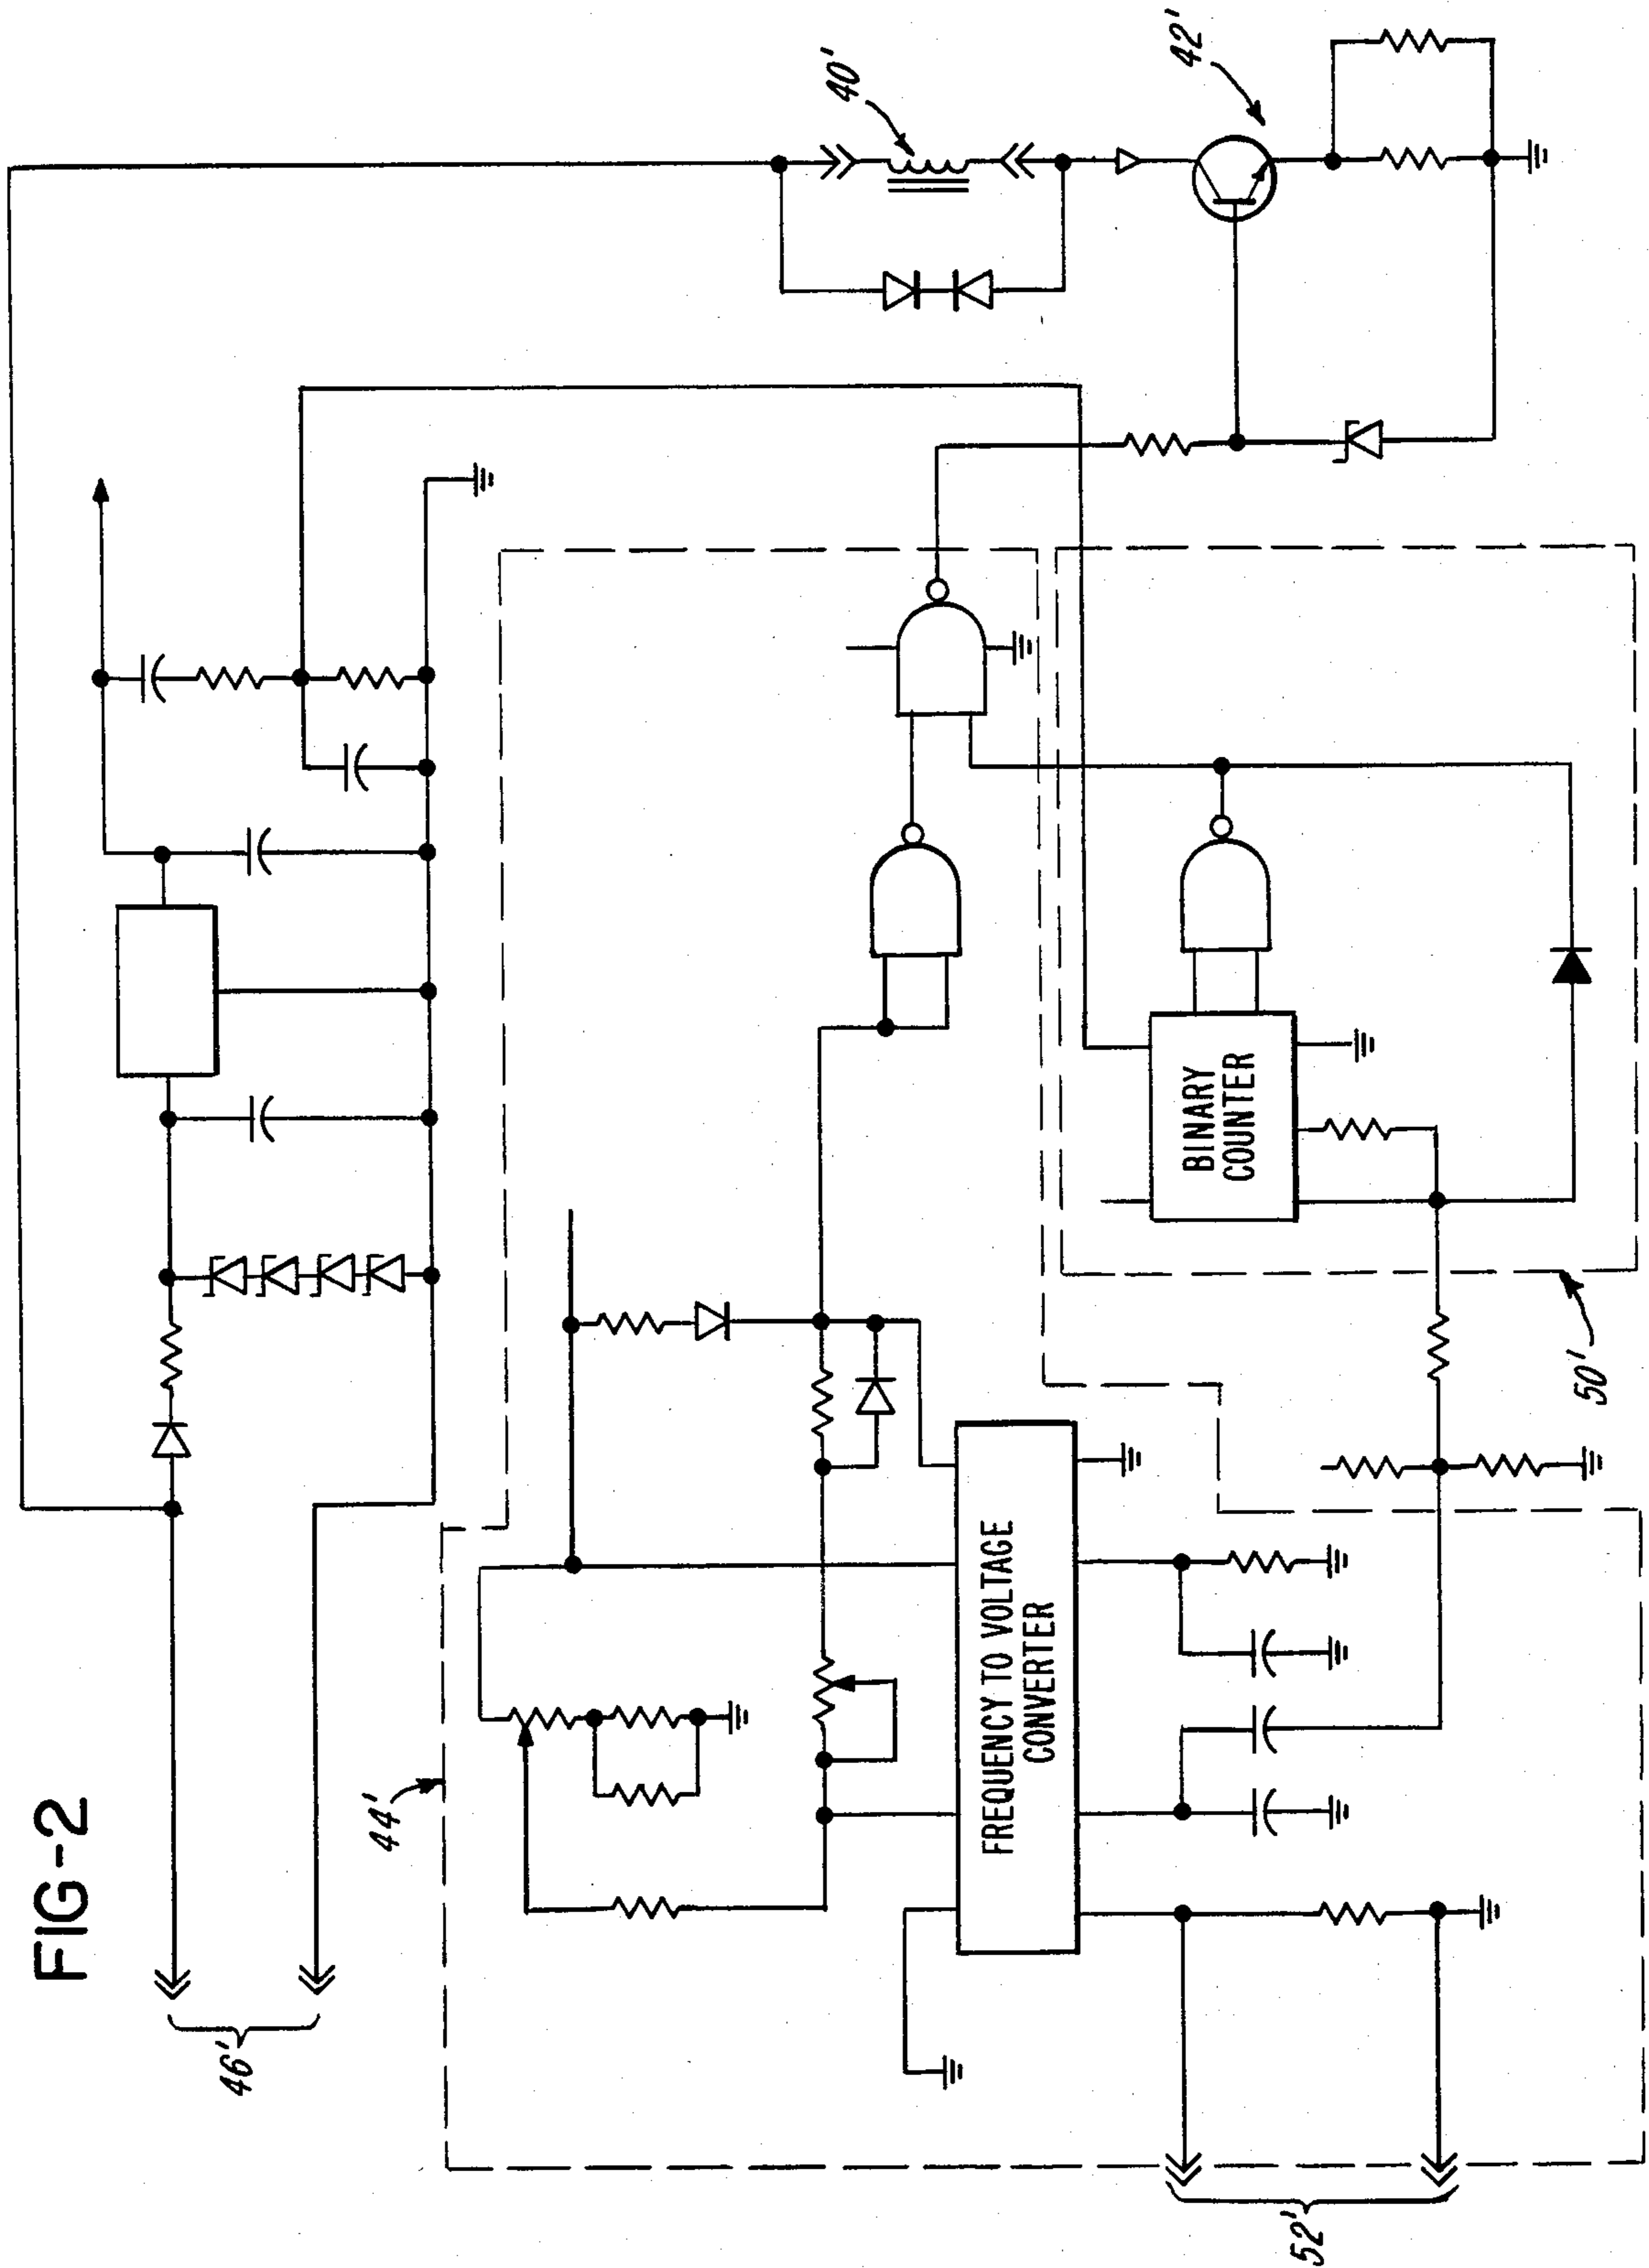 FIG-2
46'
44'
40'
42'
FREQUENCY TO VOLTAGE
CONVERTER
BINARY
COUNTER
50'
52'